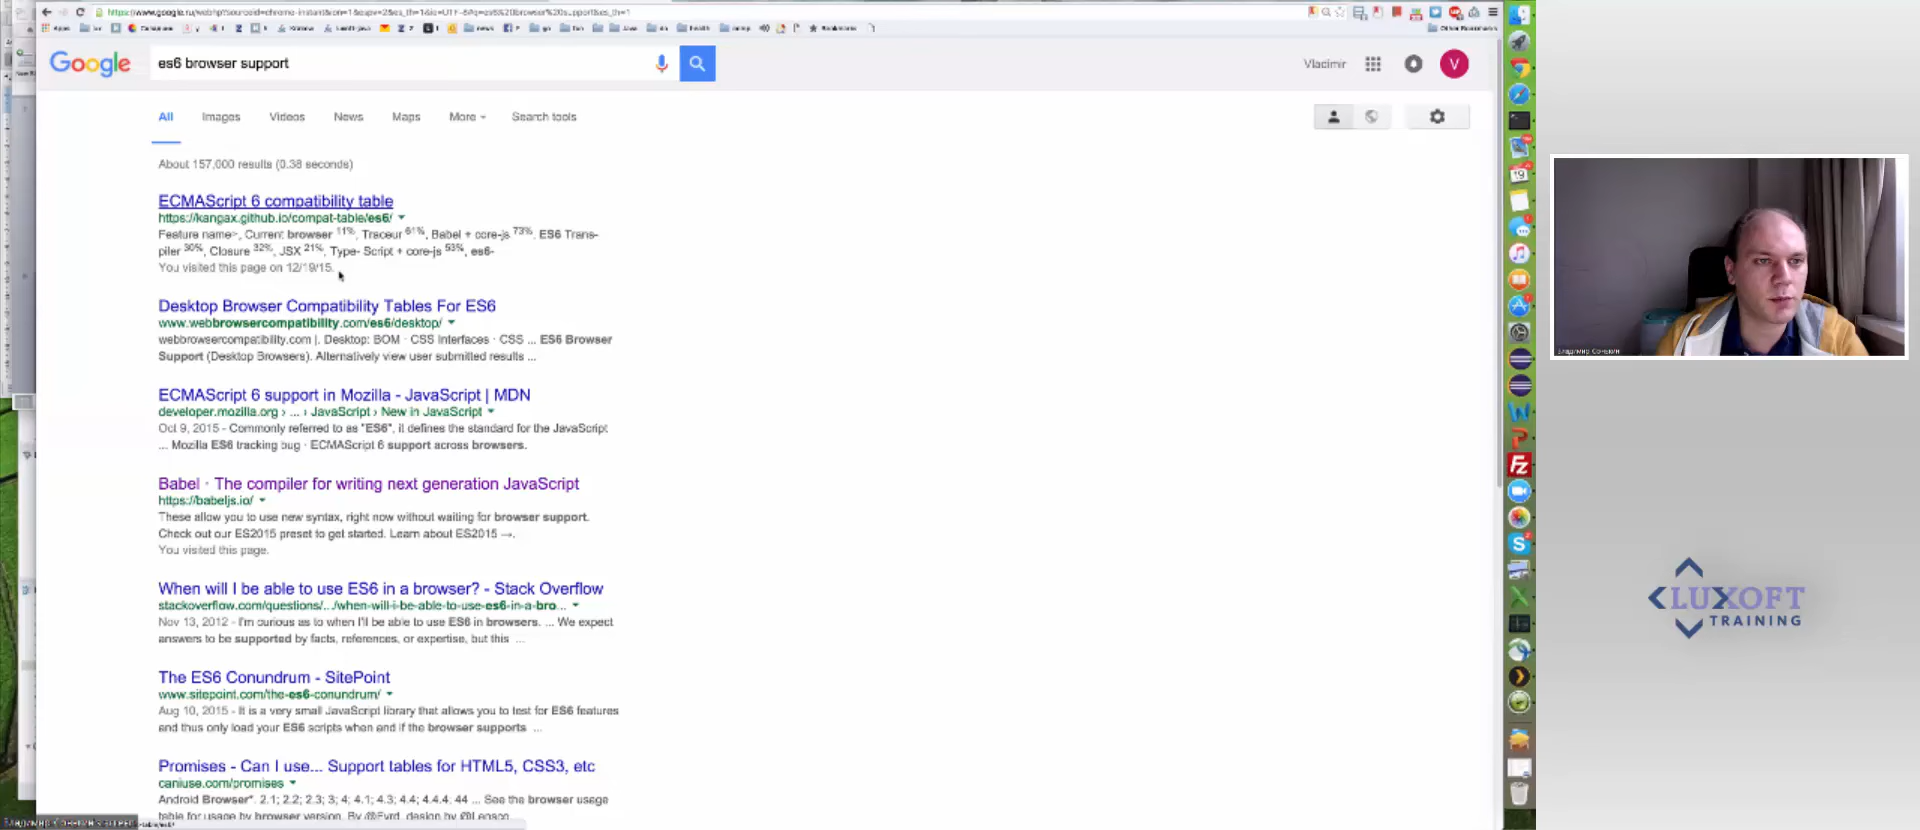 Google
es6 browser support
Vladimir
V
All Images Videos News Maps More Search tools
About 157,000 results (0.38 seconds)
ECMAScript 6 compatibility table
https://kangax.github.io/compat-table/es6/
Feature name>, Current browser 11%, Traceur 61%, Babel + core-js 73%. ES6 Trans-
piler 30%, Closure 32%, JSX 21%, Type- Script + core-js 53%, es6-
You visited this page on 12/19/15.
Desktop Browser Compatibility Tables For ES6
www.webbrowsercompatibility.com/es6/desktop/
webbrowsercompatibility.com |. Desktop: BOM · CSS Interfaces · CSS ... ES6 Browser
Support (Desktop Browsers). Alternatively view user submitted results ...
ECMAScript 6 support in Mozilla - JavaScript | MDN
developer.mozilla.org › ... › JavaScript › New in JavaScript
Oct 9, 2015 - Commonly referred to as "ES6", it defines the standard for the JavaScript
... Mozilla ES6 tracking bug · ECMAScript 6 support across browsers.
Babel · The compiler for writing next generation JavaScript
https://babeljs.io/
These allow you to use new syntax, right now without waiting for browser support.
Check out our ES2015 preset to get started. Learn about ES2015 →.
You visited this page.
When will I be able to use ES6 in a browser? - Stack Overflow
stackoverflow.com/questions/.../when-will-i-be-able-to-use-es6-in-a-bro...
Nov 13, 2012 - I'm curious as to when I'll be able to use ES6 in browsers. ... We expect
answers to be supported by facts, references, or expertise, but this ...
The ES6 Conundrum - SitePoint
www.sitepoint.com/the-es6-conundrum/
Aug 10, 2015 - It is a very small JavaScript library that allows you to test for ES6 features
and thus only load your ES6 scripts when and if the browser supports ...
Promises - Can I use... Support tables for HTML5, CSS3, etc
caniuse.com/promises
Android Browser*. 2.1; 2.2; 2.3; 3; 4; 4.1; 4.3; 4.4; 4.4.4; 44 ... See the browser usage
table for usage by browser version. By @Fyrd, design by @Lensco.
Владимир Сонькин
LUXOFT
TRAINING